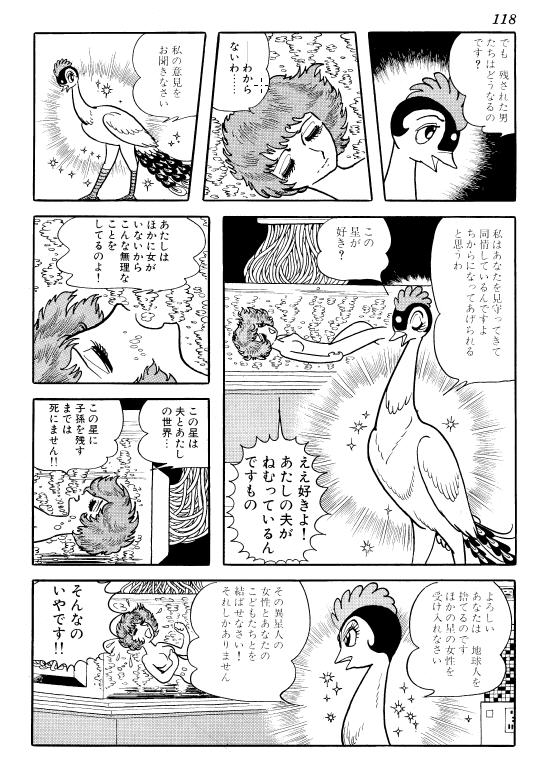 118
でも 残された男
たちはどうなるの
です？
――わから
ないわ……
私の意見を
お聞きなさい
私はあなたを見守ってきて
同情しているんですよ
ちからになってあげられる
と思うわ
この
星が
好き？
ええ好きよ！
あたしの夫が
ねむっているん
ですもの
あたしは
ほかに女が
いないから
こんな無理な
ことを
してるのよ！
この星は
夫とあたし
の世界…
この星に
子孫を残す
までは
死にません!!
よろしい
あなたは 地球人を
捨てるのです
ほかの星の女性を
受け入れなさい
その異星人の
女性とあなたの
こどもたちとを
結ばせなさい！
それしかありません
そんなの
いやです!!